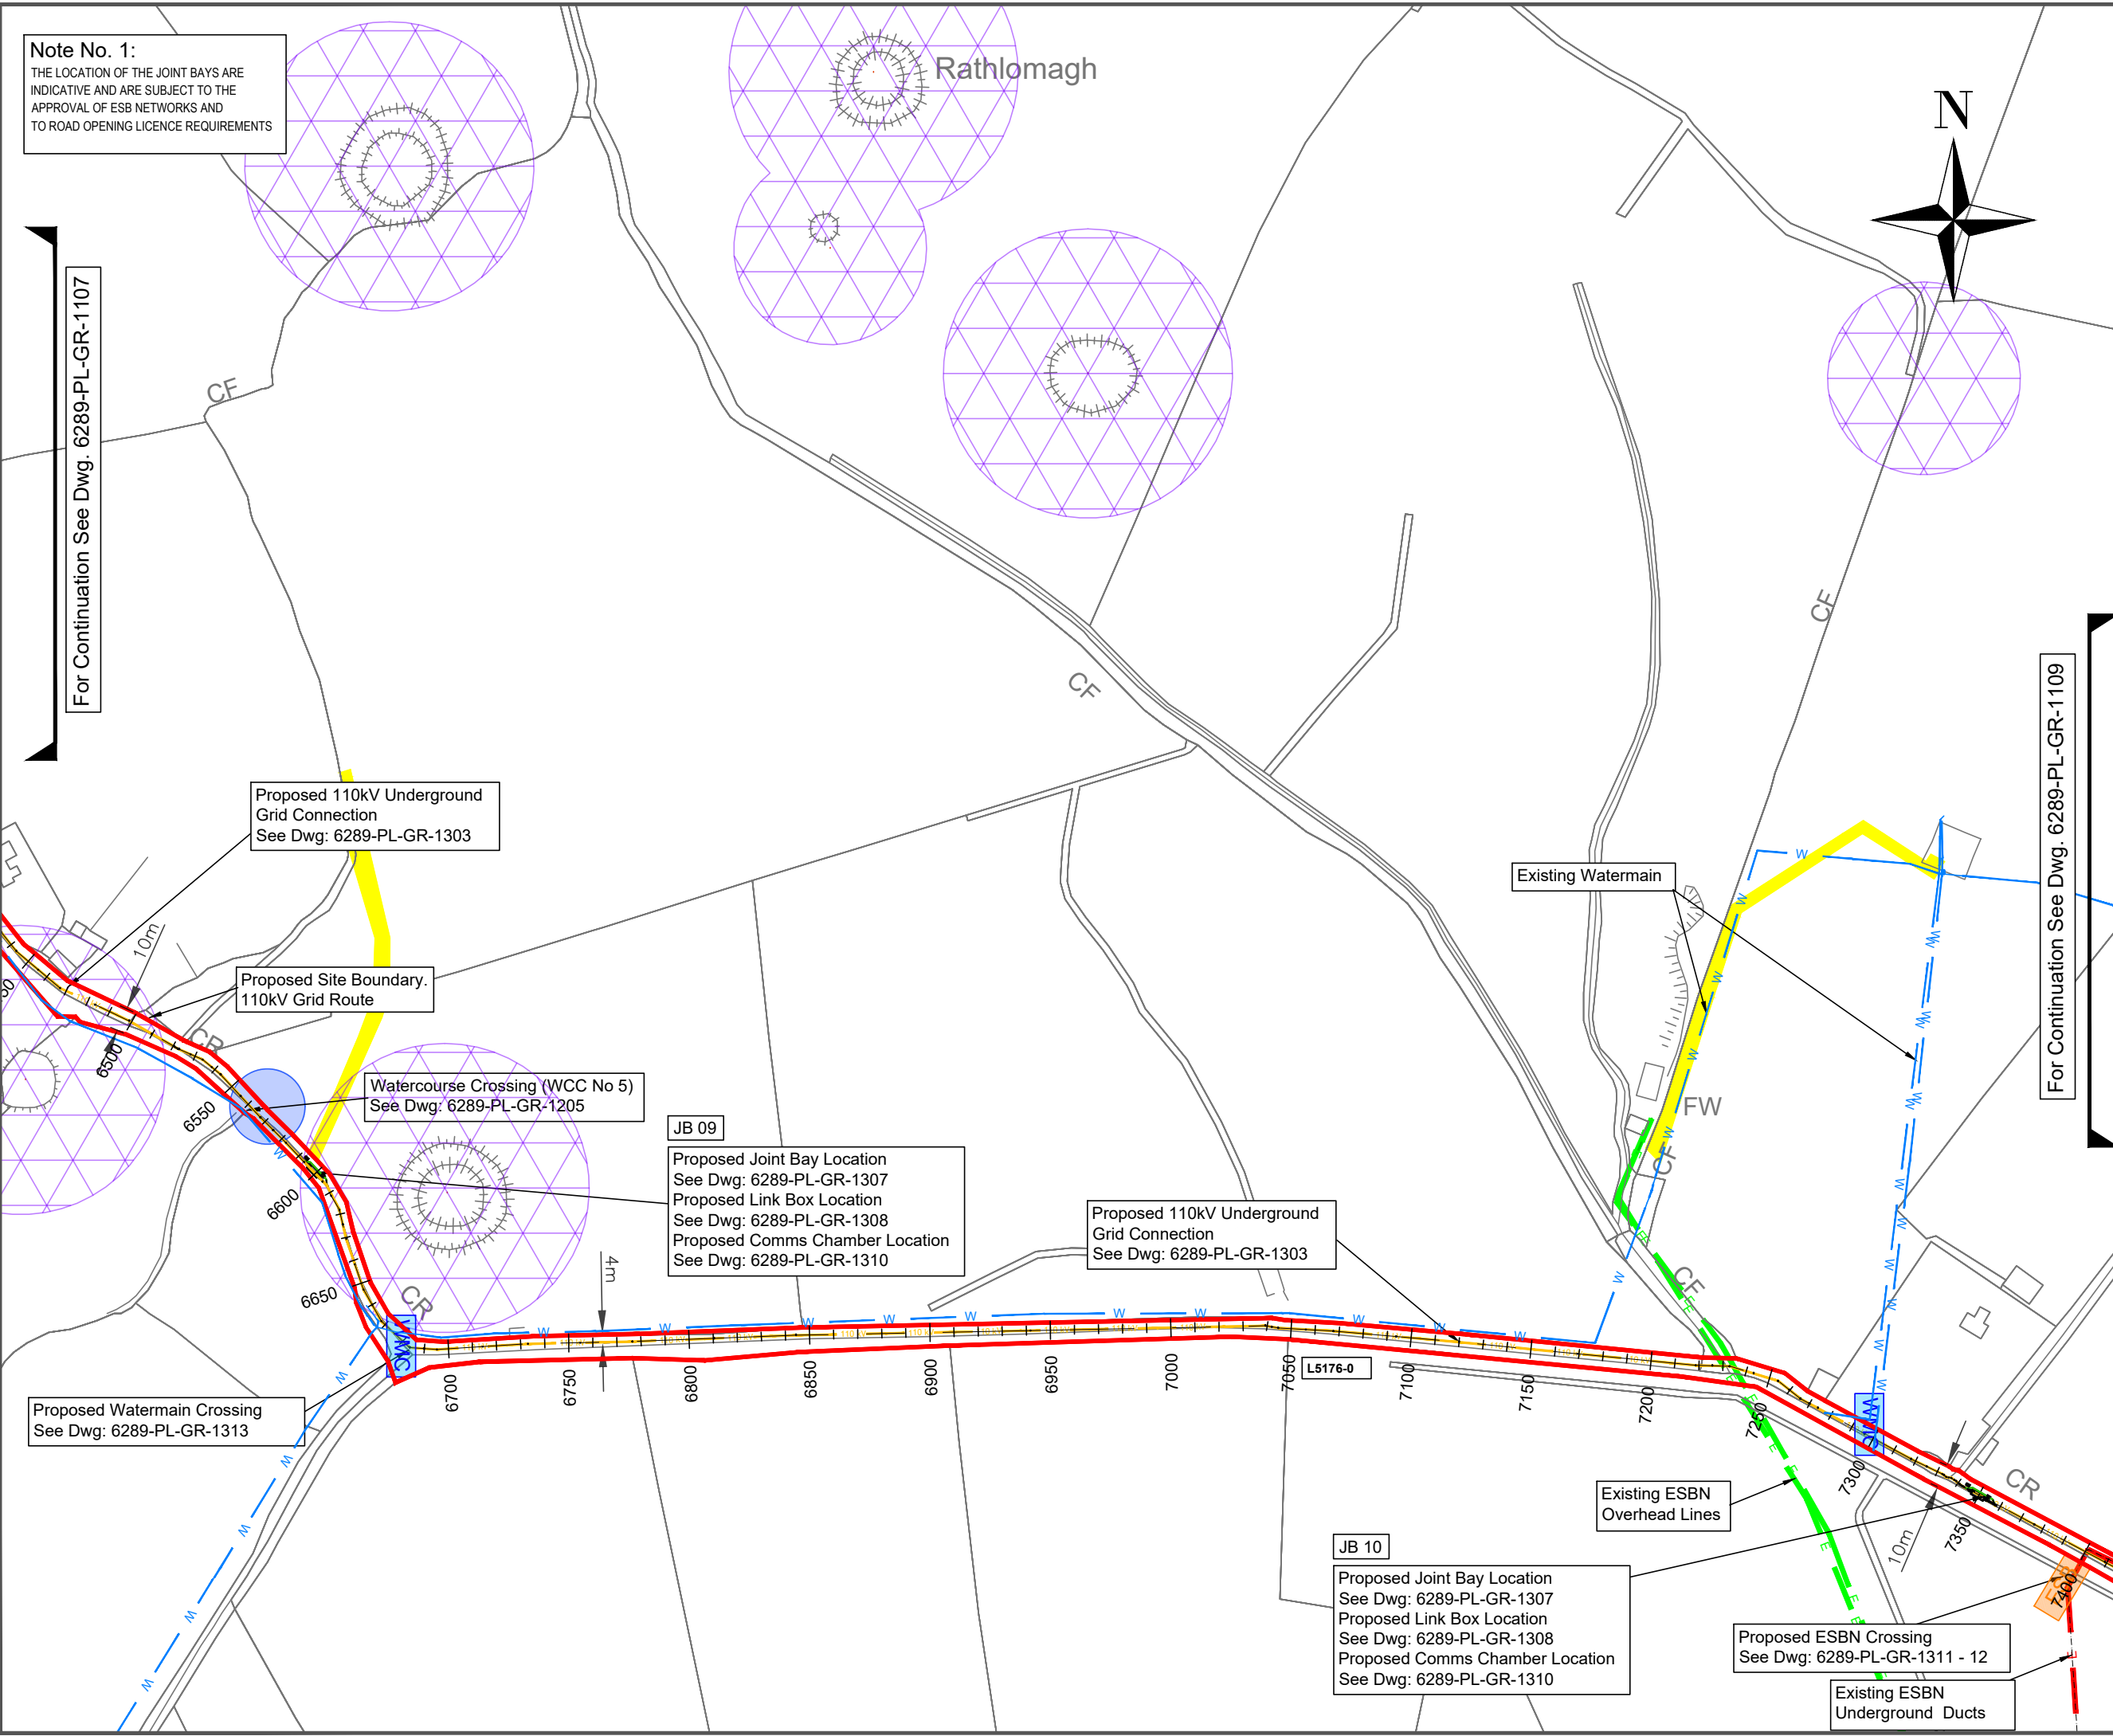 Note No. 1:
THE LOCATION OF THE JOINT BAYS ARE
INDICATIVE AND ARE SUBJECT TO THE
APPROVAL OF ESB NETWORKS AND
TO ROAD OPENING LICENCE REQUIREMENTS
Rathlomagh
N
For Continuation See Dwg. 6289-PL-GR-1107
CF
CF
CF
For Continuation See Dwg. 6289-PL-GR-1109
Proposed 110kV Underground
Grid Connection
See Dwg: 6289-PL-GR-1303
Existing Watermain
10m
Proposed Site Boundary.
110kV Grid Route
CR
6500
Watercourse Crossing (WCC No 5)
See Dwg: 6289-PL-GR-1205
6550
FW
CF
JB 09
Proposed Joint Bay Location
See Dwg: 6289-PL-GR-1307
Proposed Link Box Location
See Dwg: 6289-PL-GR-1308
Proposed Comms Chamber Location
See Dwg: 6289-PL-GR-1310
6600
Proposed 110kV Underground
Grid Connection
See Dwg: 6289-PL-GR-1303
4m
6650
CR
CF
WMC
6700
6750
6800
6850
6900
6950
7000
7050
L5176-0
7100
7150
7200
7250
WMC
7300
Proposed Watermain Crossing
See Dwg: 6289-PL-GR-1313
CR
Existing ESBN
Overhead Lines
7350
10m
JB 10
Proposed Joint Bay Location
See Dwg: 6289-PL-GR-1307
Proposed Link Box Location
See Dwg: 6289-PL-GR-1308
Proposed Comms Chamber Location
See Dwg: 6289-PL-GR-1310
7400
Proposed ESBN Crossing
See Dwg: 6289-PL-GR-1311 - 12
Existing ESBN
Underground Ducts